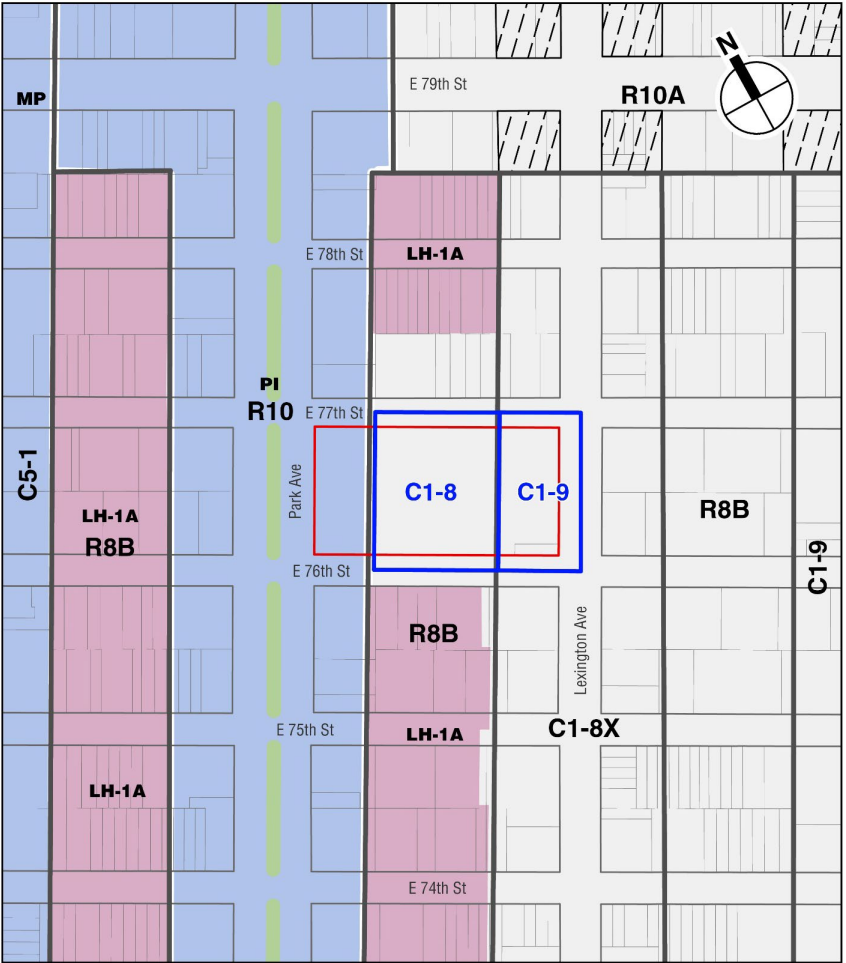 N
E 79th St
MP
R10A
E 78th St
LH-1A
PI
R10
E 77th St
C5-1
Park Ave
C1-8
C1-9
LH-1A
R8B
R8B
C1-9
E 76th St
R8B
Lexington Ave
E 75th St
LH-1A
C1-8X
LH-1A
E 74th St